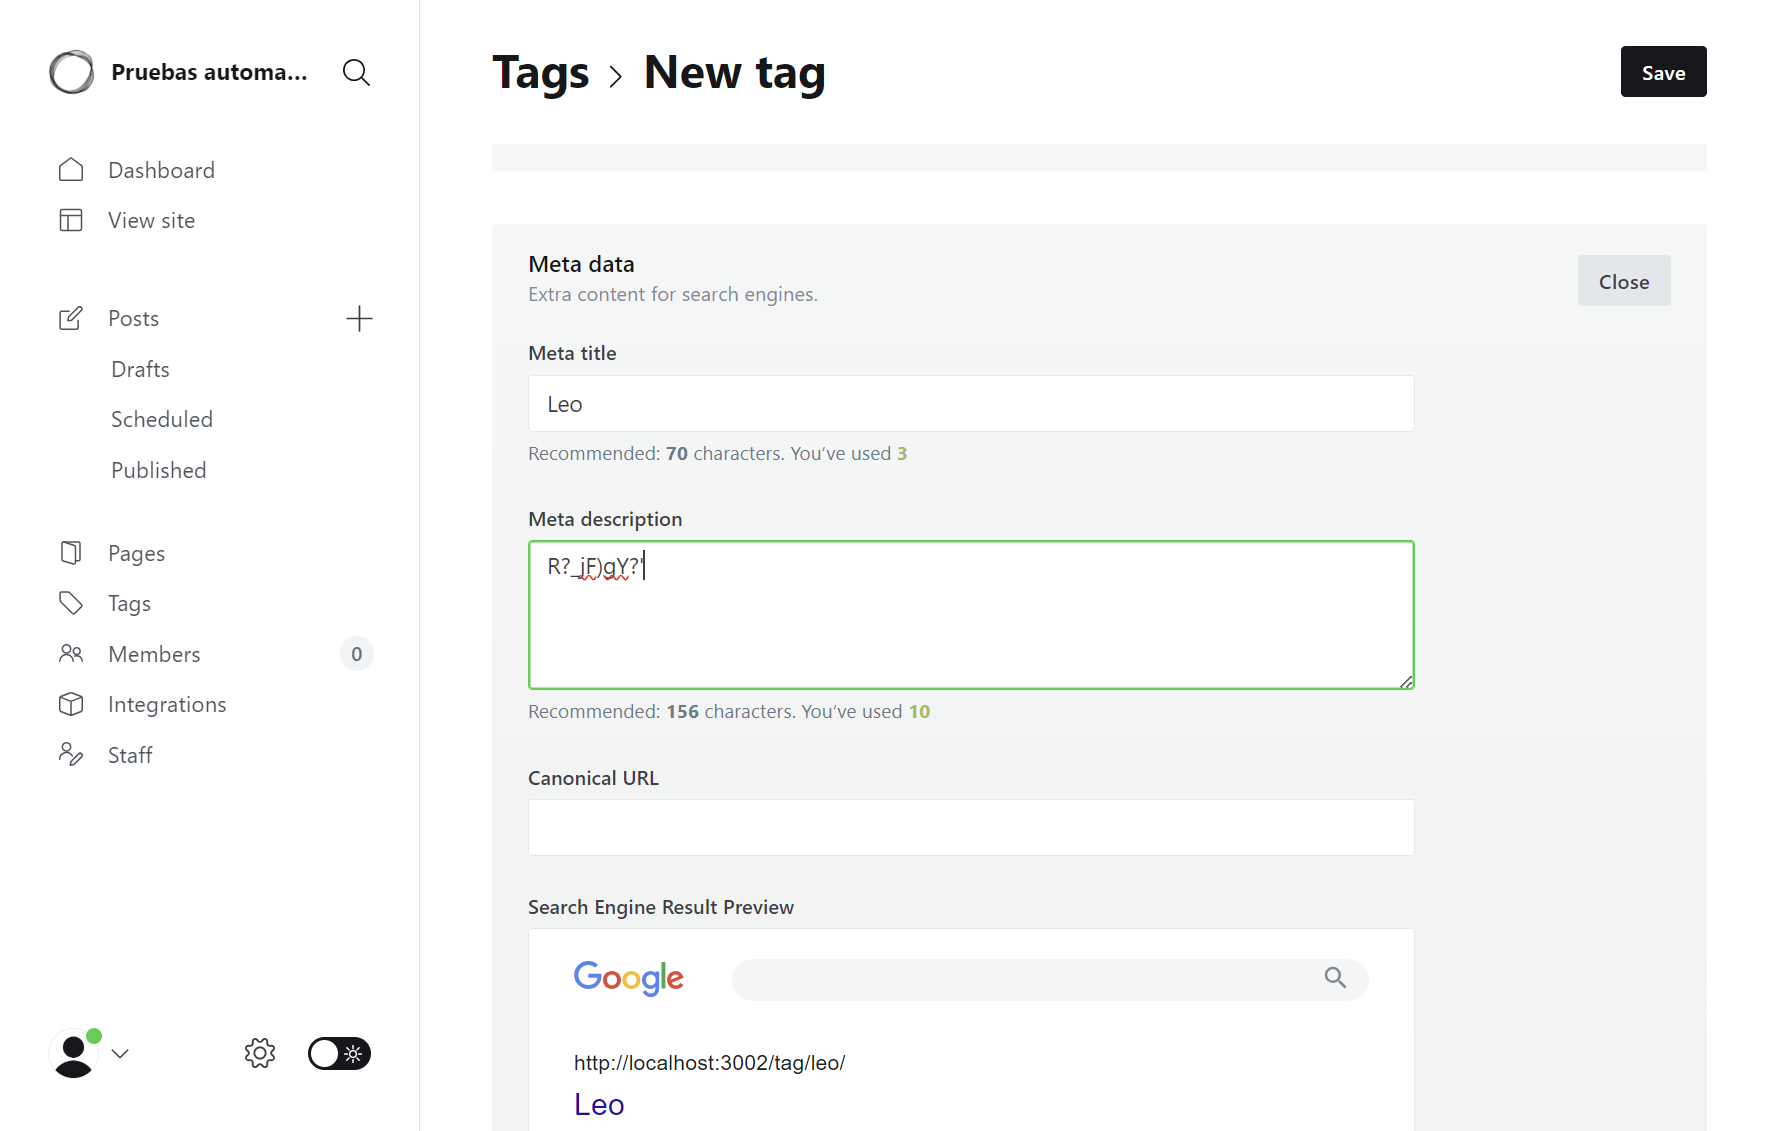 Pruebas automa...
Dashboard
View site
Posts
Drafts
Scheduled
Published
Pages
Tags
Members
0
Integrations
Staff
Tags > New tag
Save
Meta data
Extra content for search engines.
Close
Meta title
Leo
Recommended: 70 characters. You've used 3
Meta description
R?_jF)gY?'
Recommended: 156 characters. You've used 10
Canonical URL
Search Engine Result Preview
Google
http://localhost:3002/tag/leo/
Leo